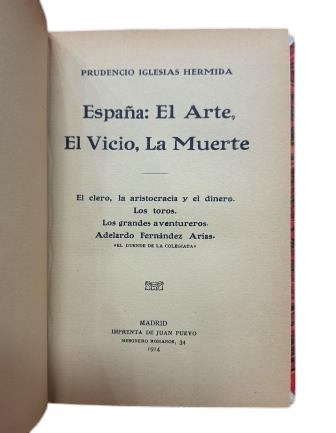 PRUDENCIO IGLESIAS HERMIDA
España: El Arte,
El Vicio, La Muerte
El clero, la aristocracia y el dinero.
Los toros.
Los grandes aventureros.
Adelardo Fernández Arias.
«EL DUENDE DE LA COLEGIATA»
MADRID
IMPRENTA DE JUAN PUEYO
MESONERO ROMANOS, 34
1914